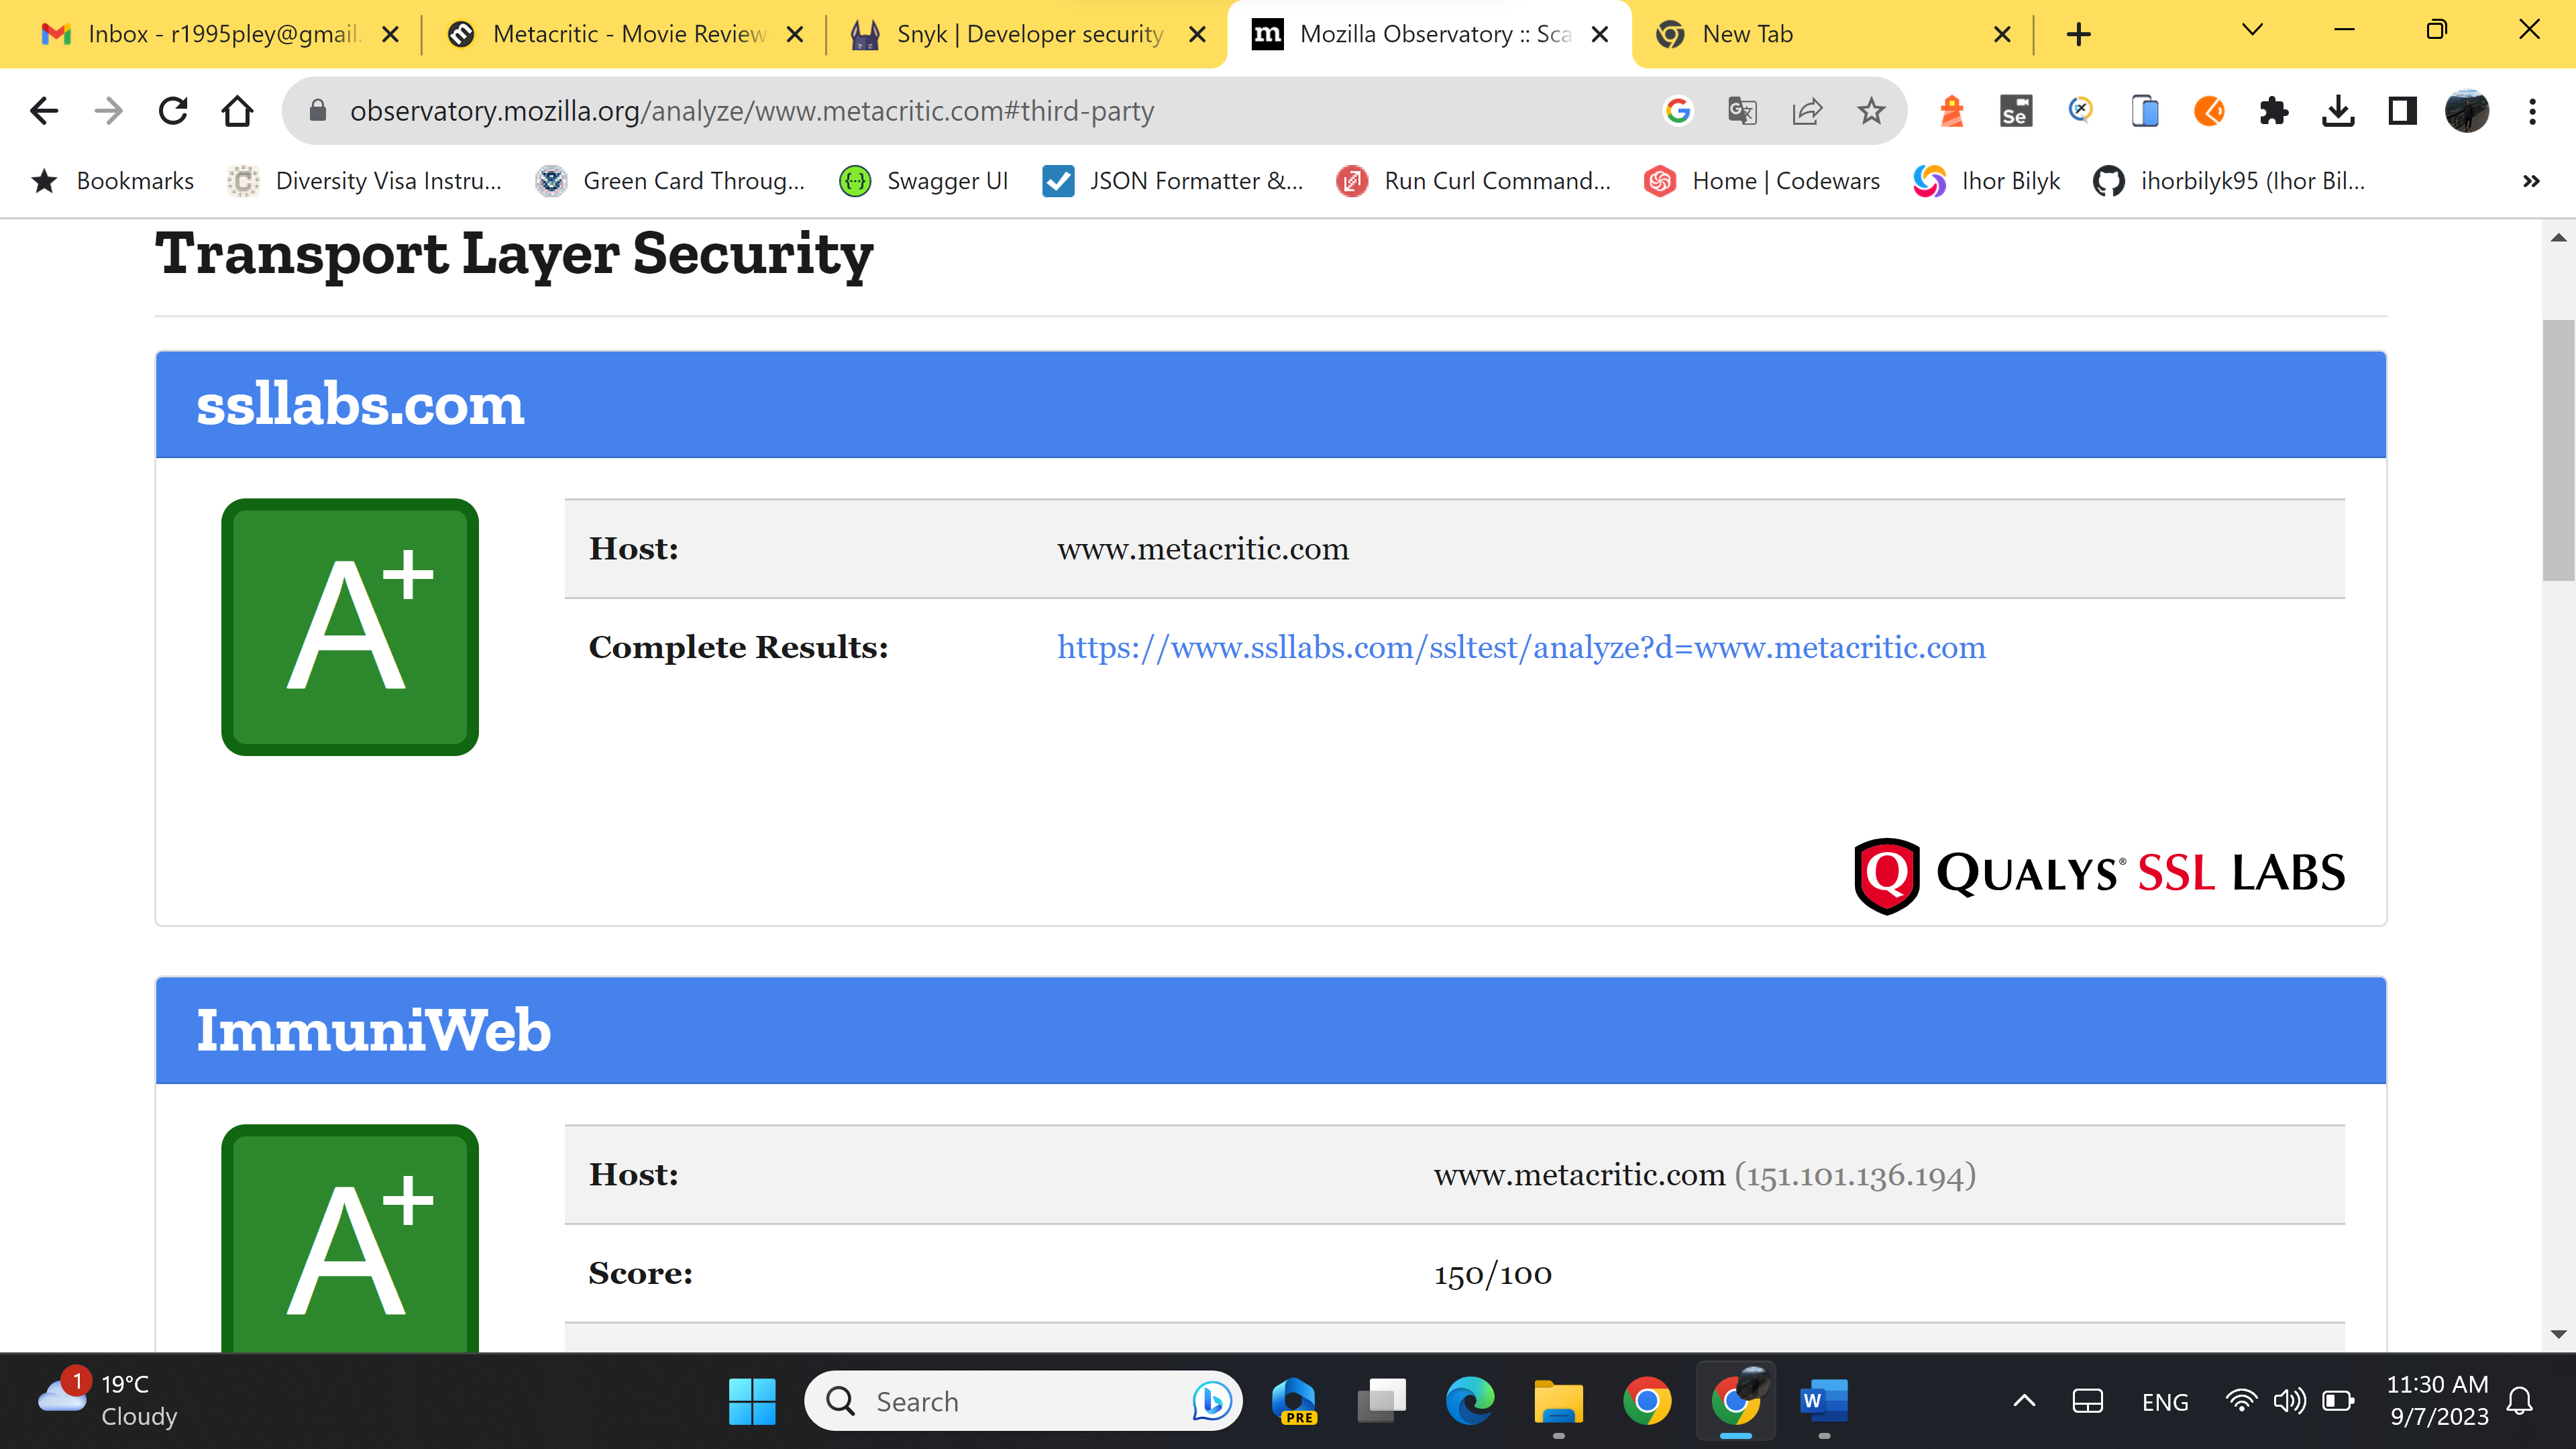 Inbox - r1995pley@gmail.
Metacritic - Movie Review
Snyk | Developer security
Mozilla Observatory :: Sca
New Tab
observatory.mozilla.org/analyze/www.metacritic.com#third-party
Bookmarks
Diversity Visa Instru...
Green Card Throug...
Swagger UI
JSON Formatter &...
Run Curl Command...
Home | Codewars
Ihor Bilyk
ihorbilyk95 (Ihor Bil...
Transport Layer Security
ssllabs.com
A+
Host: www.metacritic.com
Complete Results: https://www.ssllabs.com/ssltest/analyze?d=www.metacritic.com
QUALYS® SSL LABS
ImmuniWeb
A+
Host: www.metacritic.com (151.101.136.194)
Score: 150/100
1
19°C
Cloudy
Search
PRE
ENG
11:30 AM
9/7/2023